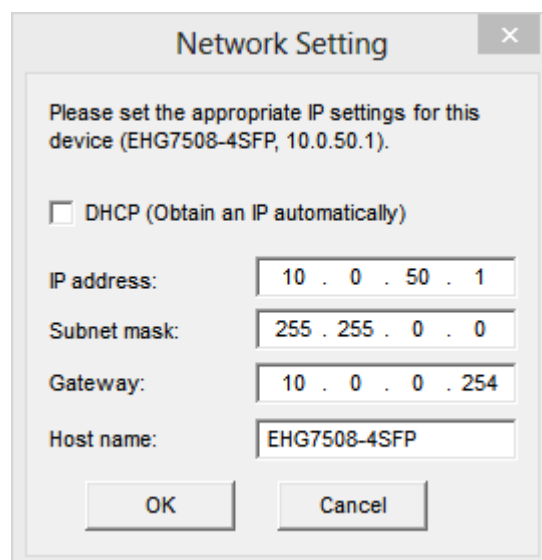 Network Setting
×
Please set the appropriate IP settings for this
device (EHG7508-4SFP, 10.0.50.1).
DHCP (Obtain an IP automatically)
IP address: 10 . 0 . 50 . 1
Subnet mask: 255 . 255 . 0 . 0
Gateway: 10 . 0 . 0 . 254
Host name: EHG7508-4SFP
OK Cancel